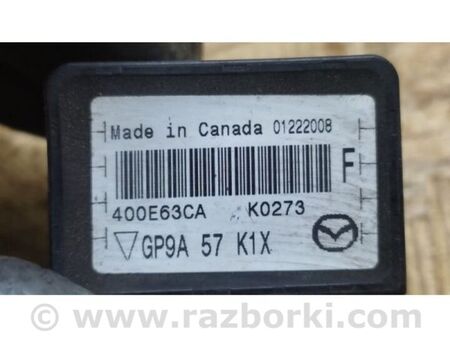 Made in Canada 01222008
F
400E63CA K0273
GP9A 57 K1X
© www.razborki.com